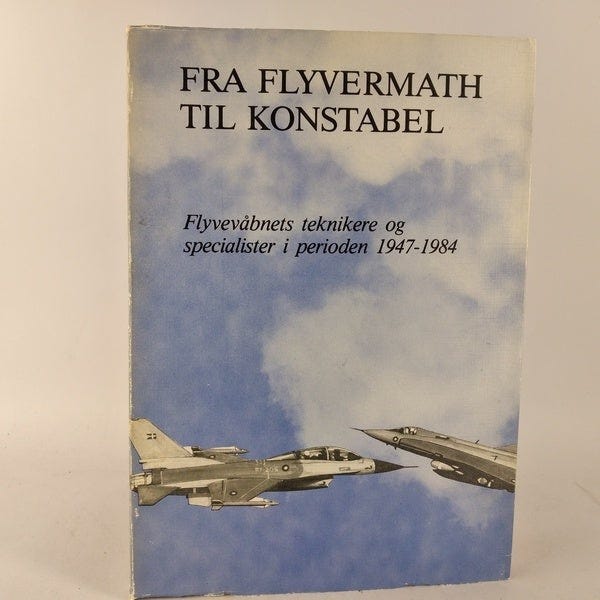 FRA FLYVERMATH
TIL KONSTABEL
Flyvevåbnets teknikere og
specialister i perioden 1947-1984